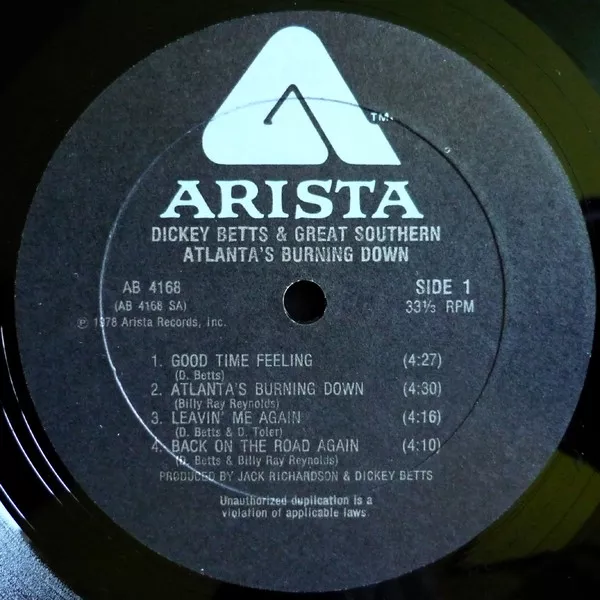 TM
ARISTA
DICKEY BETTS & GREAT SOUTHERN
ATLANTA'S BURNING DOWN
AB 4168 SIDE 1
(AB 4168 SA) 33⅓ RPM
℗ 1978 Arista Records, Inc.
1. GOOD TIME FEELING (4:27)
(D. Betts)
2. ATLANTA'S BURNING DOWN (4:30)
(Billy Ray Reynolds)
3. LEAVIN' ME AGAIN (4:16)
(D. Betts & D. Toler)
4. BACK ON THE ROAD AGAIN (4:10)
(D. Betts & Billy Ray Reynolds)
PRODUCED BY JACK RICHARDSON & DICKEY BETTS
Unauthorized duplication is a
violation of applicable laws.